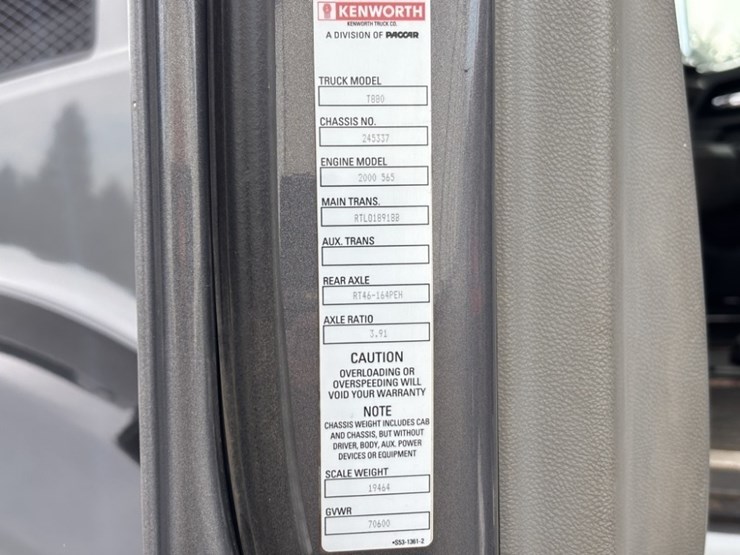 KENWORTH
KENWORTH TRUCK CO.
A DIVISION OF PACCAR
TRUCK MODEL
T880
CHASSIS NO.
245337
ENGINE MODEL
2000 565
MAIN TRANS.
RTLO18918B
AUX. TRANS
REAR AXLE
RT46-164PEH
AXLE RATIO
3.91
CAUTION
OVERLOADING OR
OVERSPEEDING WILL
VOID YOUR WARRANTY
NOTE
CHASSIS WEIGHT INCLUDES CAB
AND CHASSIS, BUT WITHOUT
DRIVER, BODY, AUX. POWER
DEVICES OR EQUIPMENT
SCALE WEIGHT
19464
GVWR
70600
•S53-1361-2